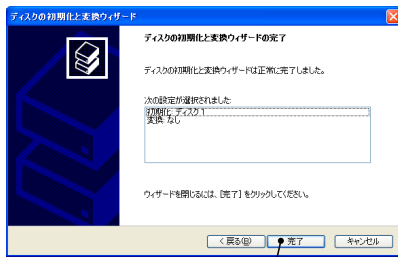 ディスクの初期化と変換ウィザード
ディスクの初期化と変換ウィザードの完了
ディスクの初期化と変換ウィザードは正常に完了しました。
次の設定が選択されました:
初期化: ディスク 1
変換: なし
ウィザードを閉じるには、[完了] をクリックしてください。
< 戻る(B)
完了
キャンセル